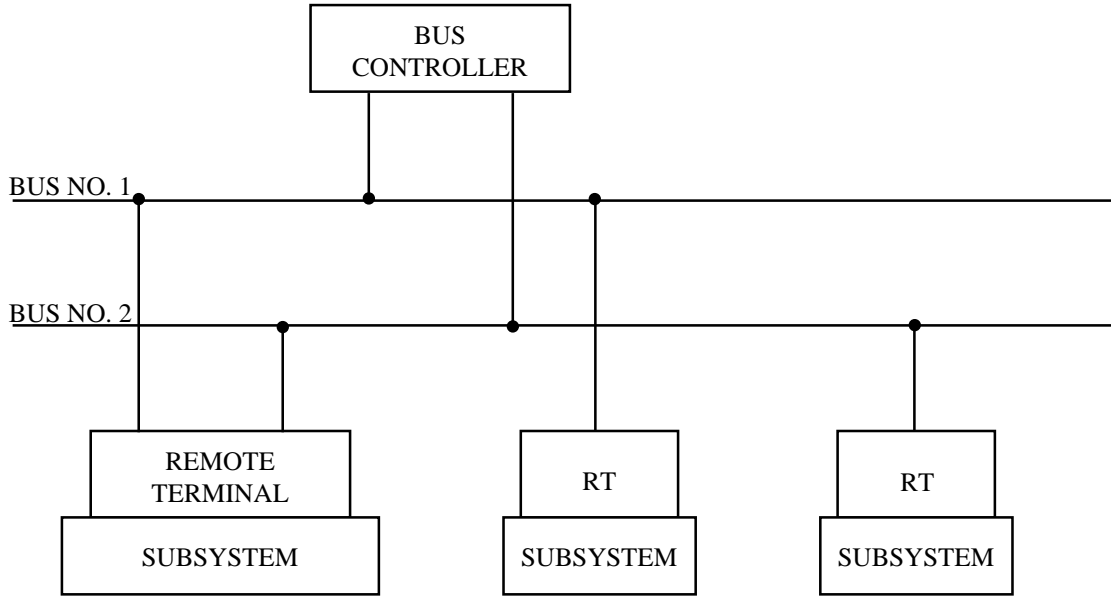 BUS
CONTROLLER
BUS NO. 1
BUS NO. 2
REMOTE
TERMINAL
RT
RT
SUBSYSTEM
SUBSYSTEM
SUBSYSTEM